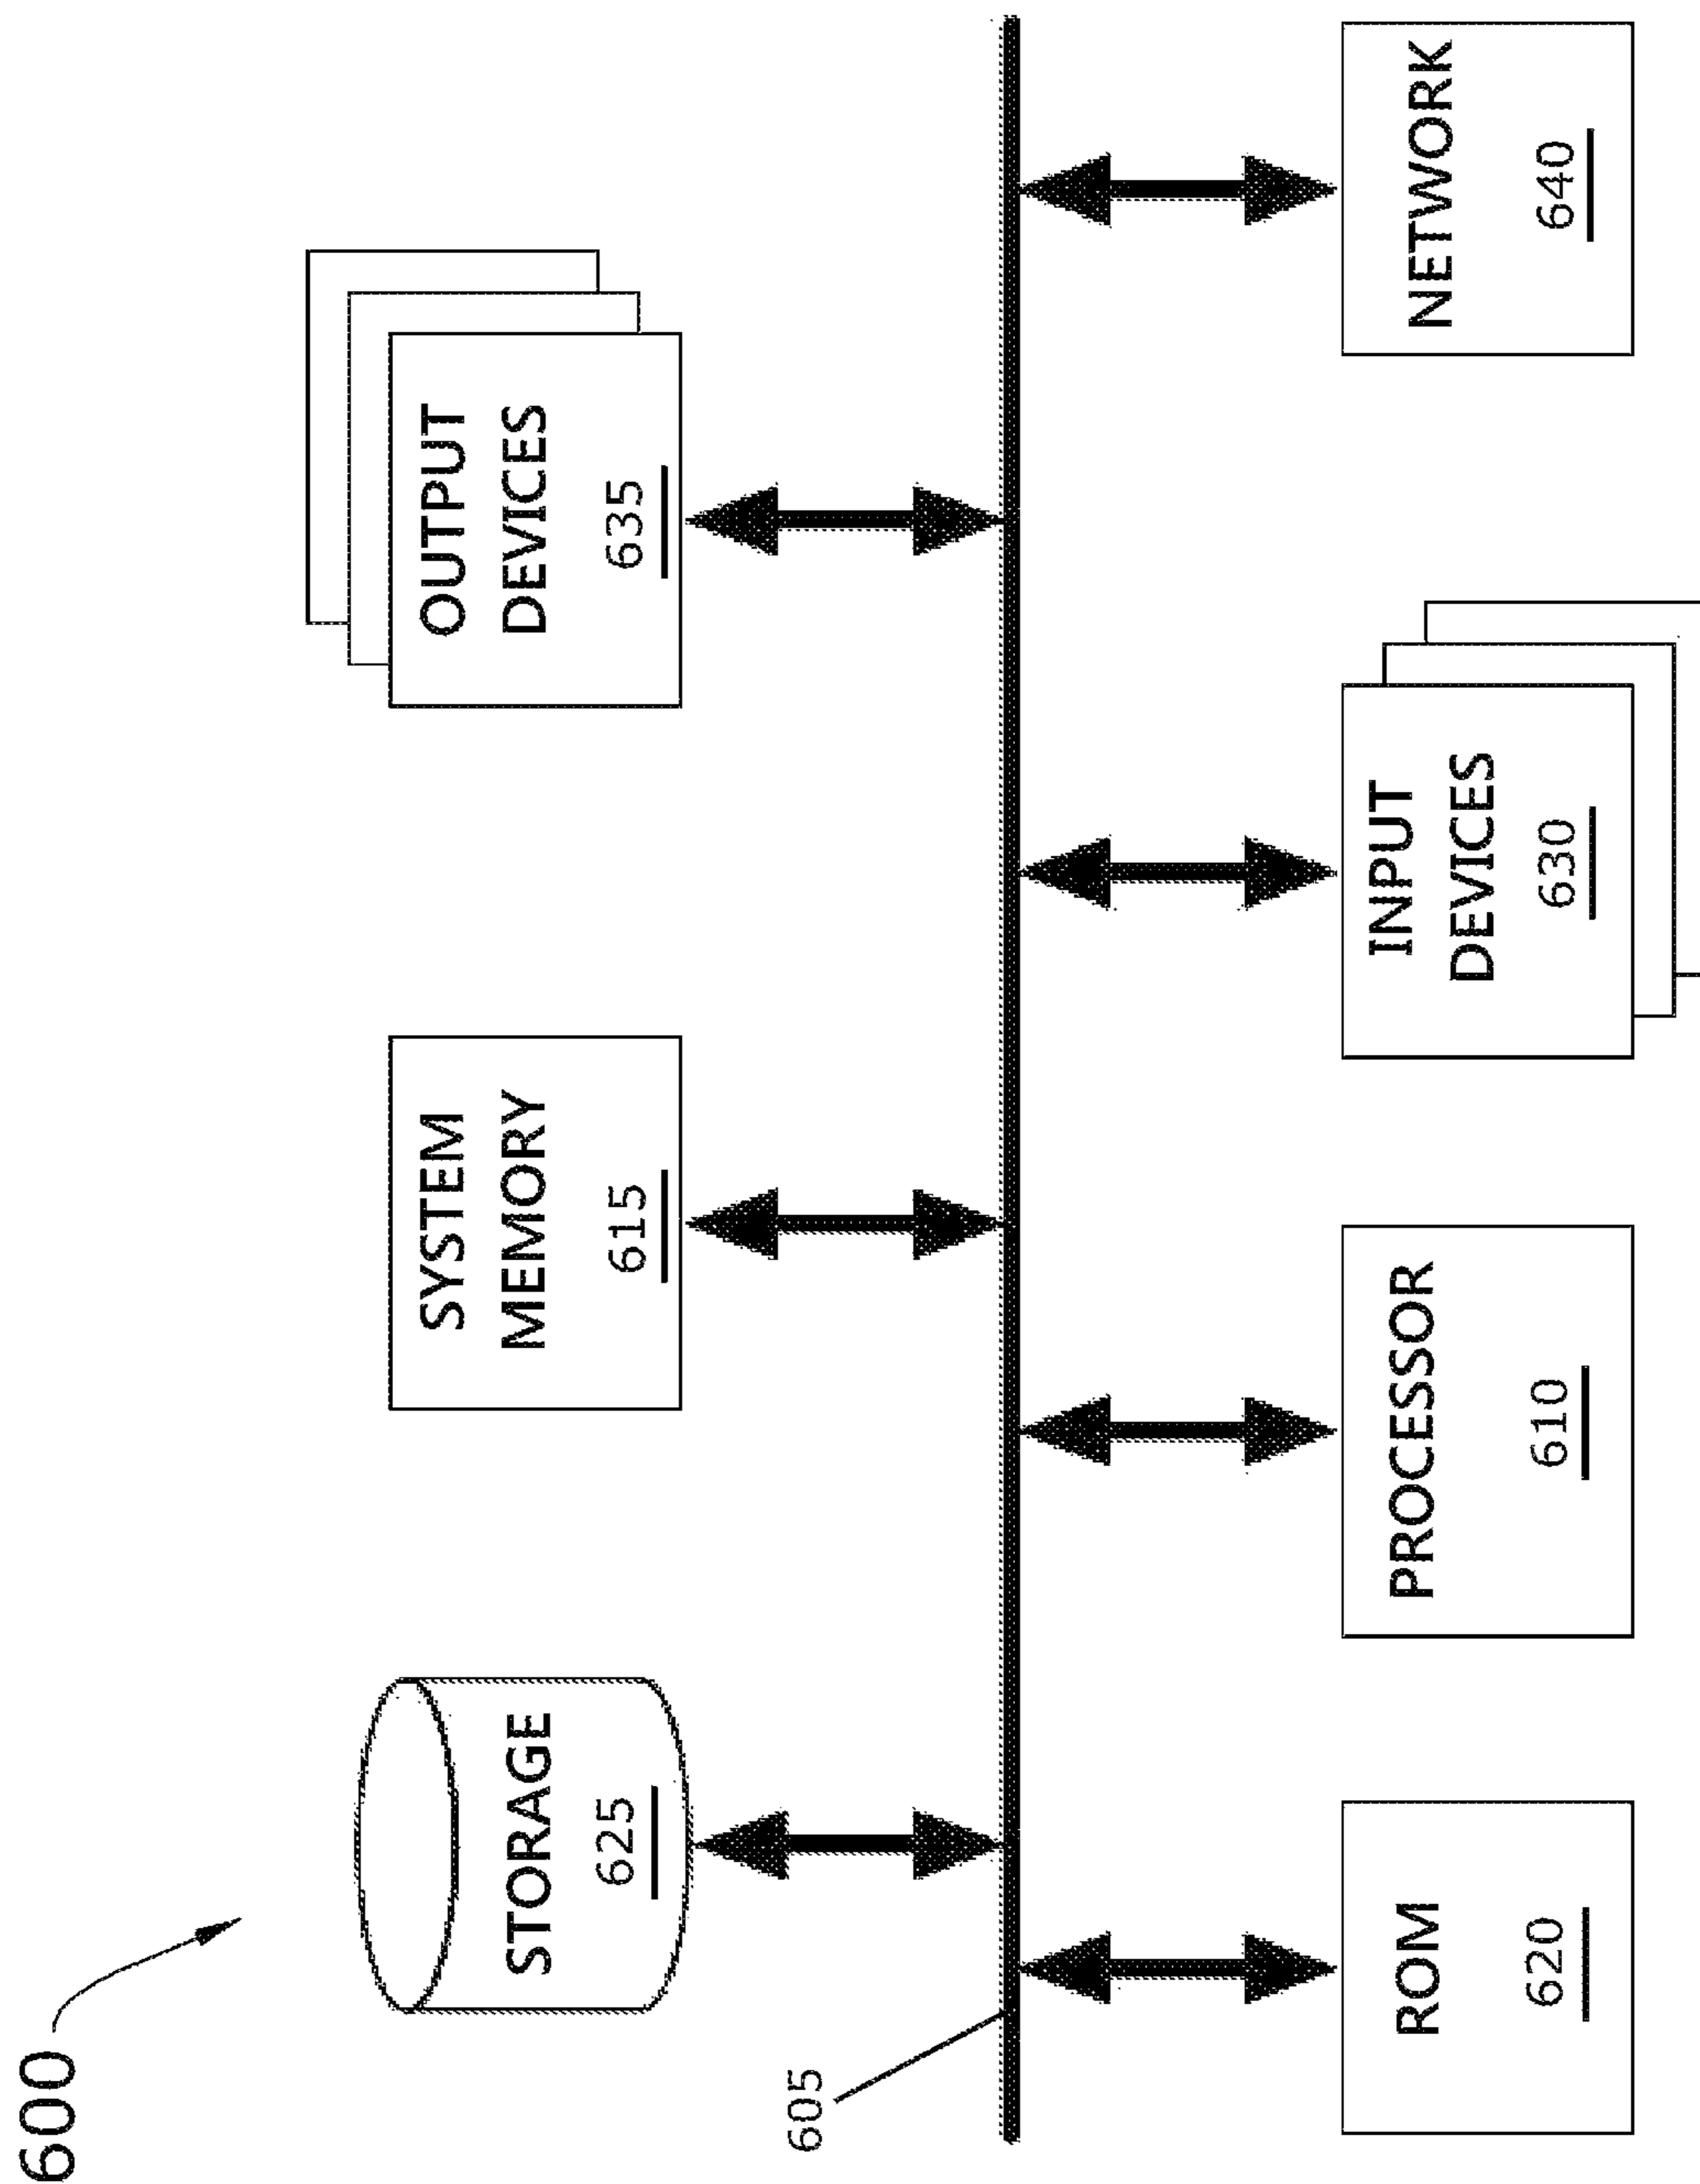 600
STORAGE
625
SYSTEM
MEMORY
615
OUTPUT
DEVICES
635
605
ROM
620
PROCESSOR
610
INPUT
DEVICES
630
NETWORK
640